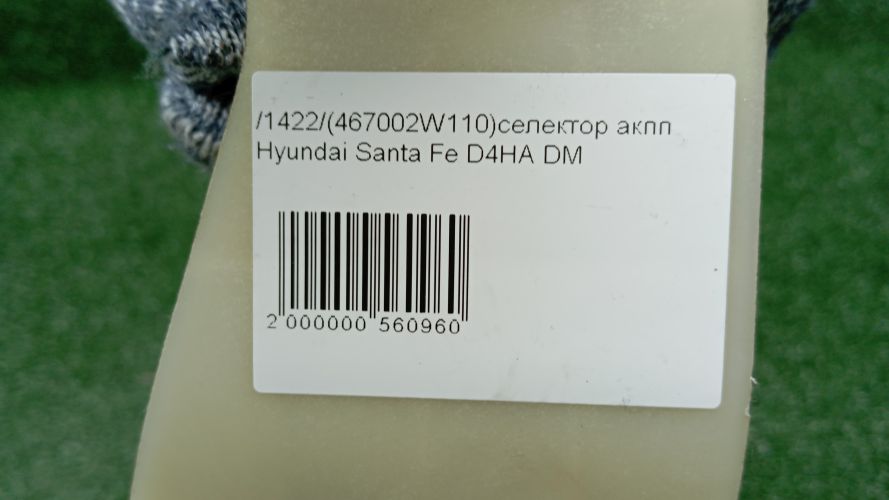 /1422/(467002W110)селектор акпп
Hyundai Santa Fe D4HA DM
2 000000 560960